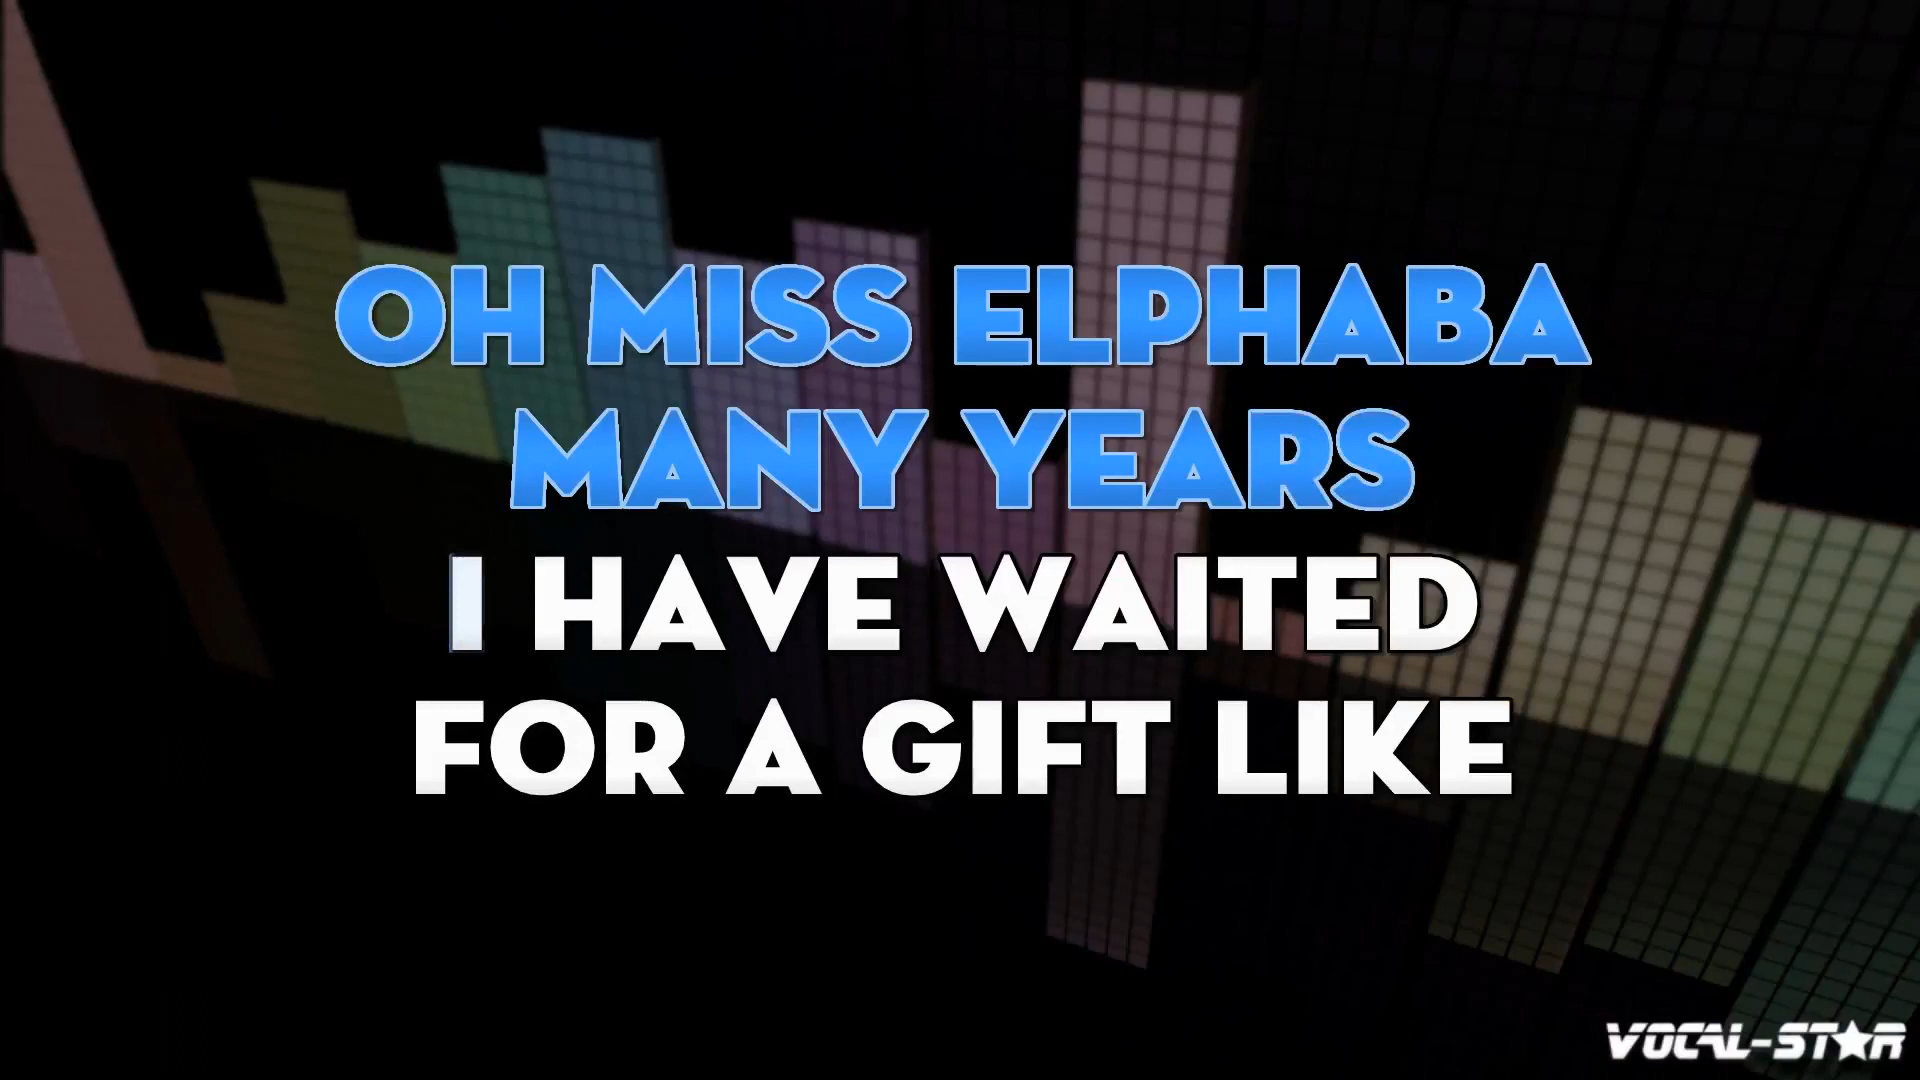 OH MISS ELPHABA
MANY YEARS
I HAVE WAITED
FOR A GIFT LIKE
VOCAL-STAR